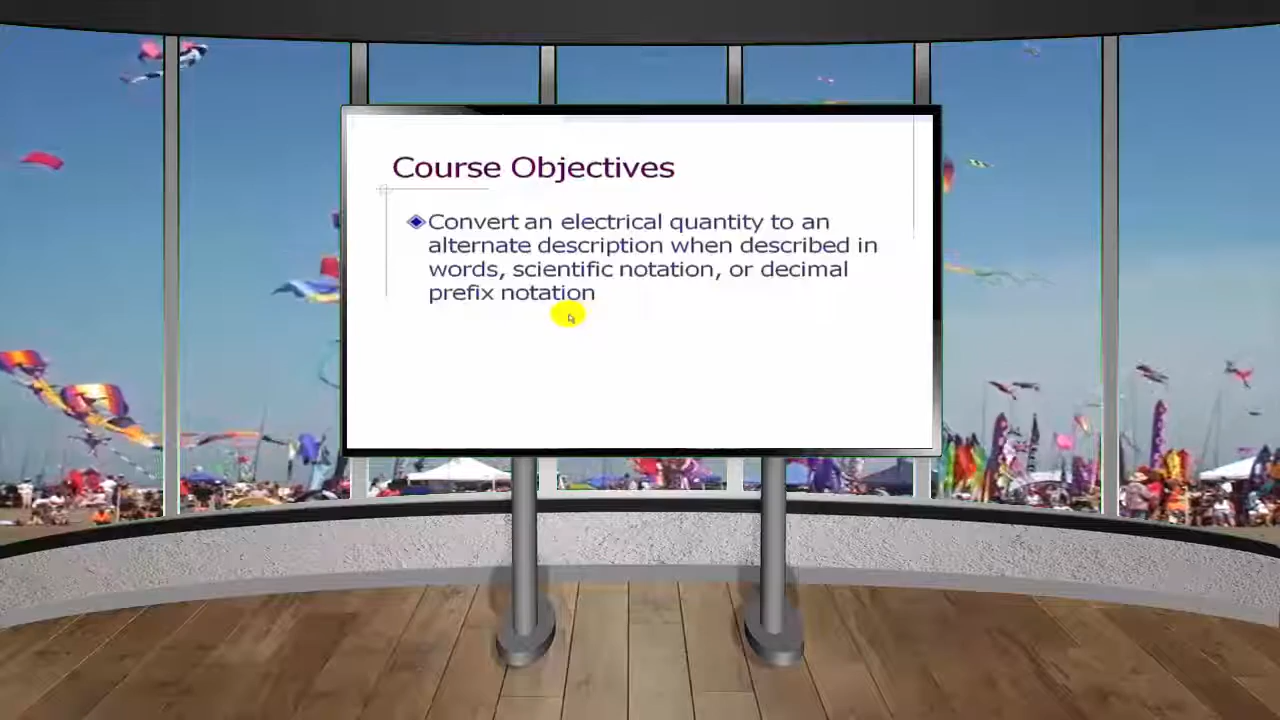 Course Objectives
Convert an electrical quantity to an
alternate description when described in
words, scientific notation, or decimal
prefix notation